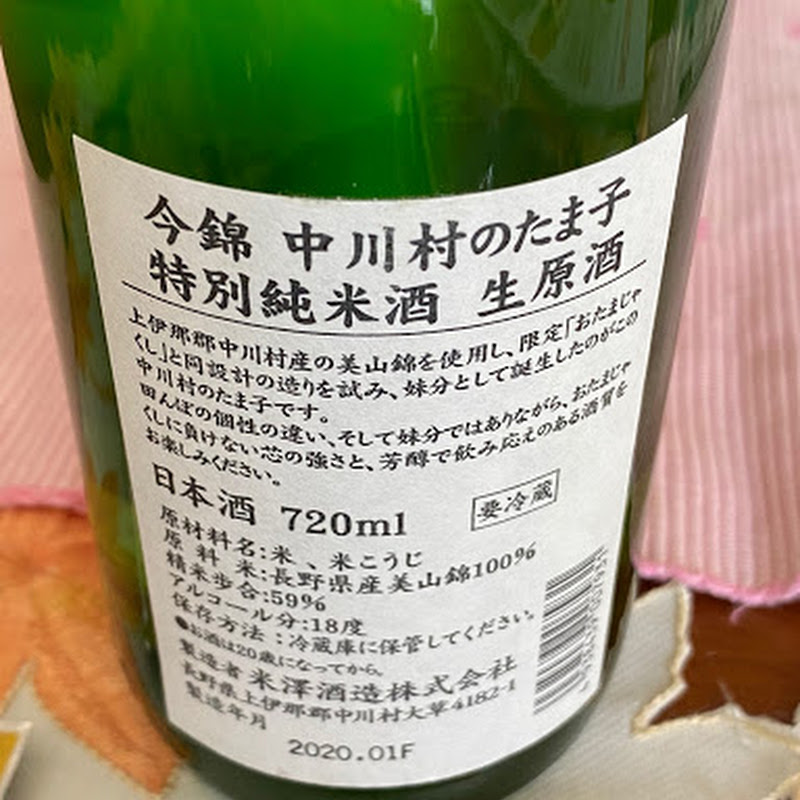 今錦 中川村のたま子
特別純米酒 生原酒
上伊那郡中川村産の美山錦を使用し、限定「おたまじゃ
くし」と同設計の造りを試み、妹分として誕生したのがこの
中川村のたま子です。
田んぼの個性の違い、そして妹分ではありながら、おたまじゃ
くしに負けない芯の強さと、芳醇で飲み応えのある酒質を
お楽しみください。
日本酒 720ml 要冷蔵
原材料名:米、米こうじ
原料米:長野県産美山錦100%
精米歩合:59%
アルコール分:18度
保存方法:冷蔵庫に保管してください。
●お酒は20歳になってから。
製造者 米澤酒造株式会社
長野県上伊那郡中川村大草4182-1
製造年月
2020.01F